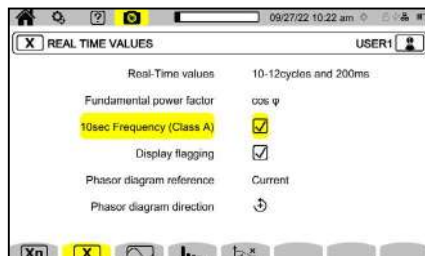 09/27/22 10:22 am
X REAL TIME VALUES USER1
Real-Time values 10-12cycles and 200ms
Fundamental power factor cos φ
10sec Frequency (Class A)
Display flagging
Phasor diagram reference Current
Phasor diagram direction
Xn X